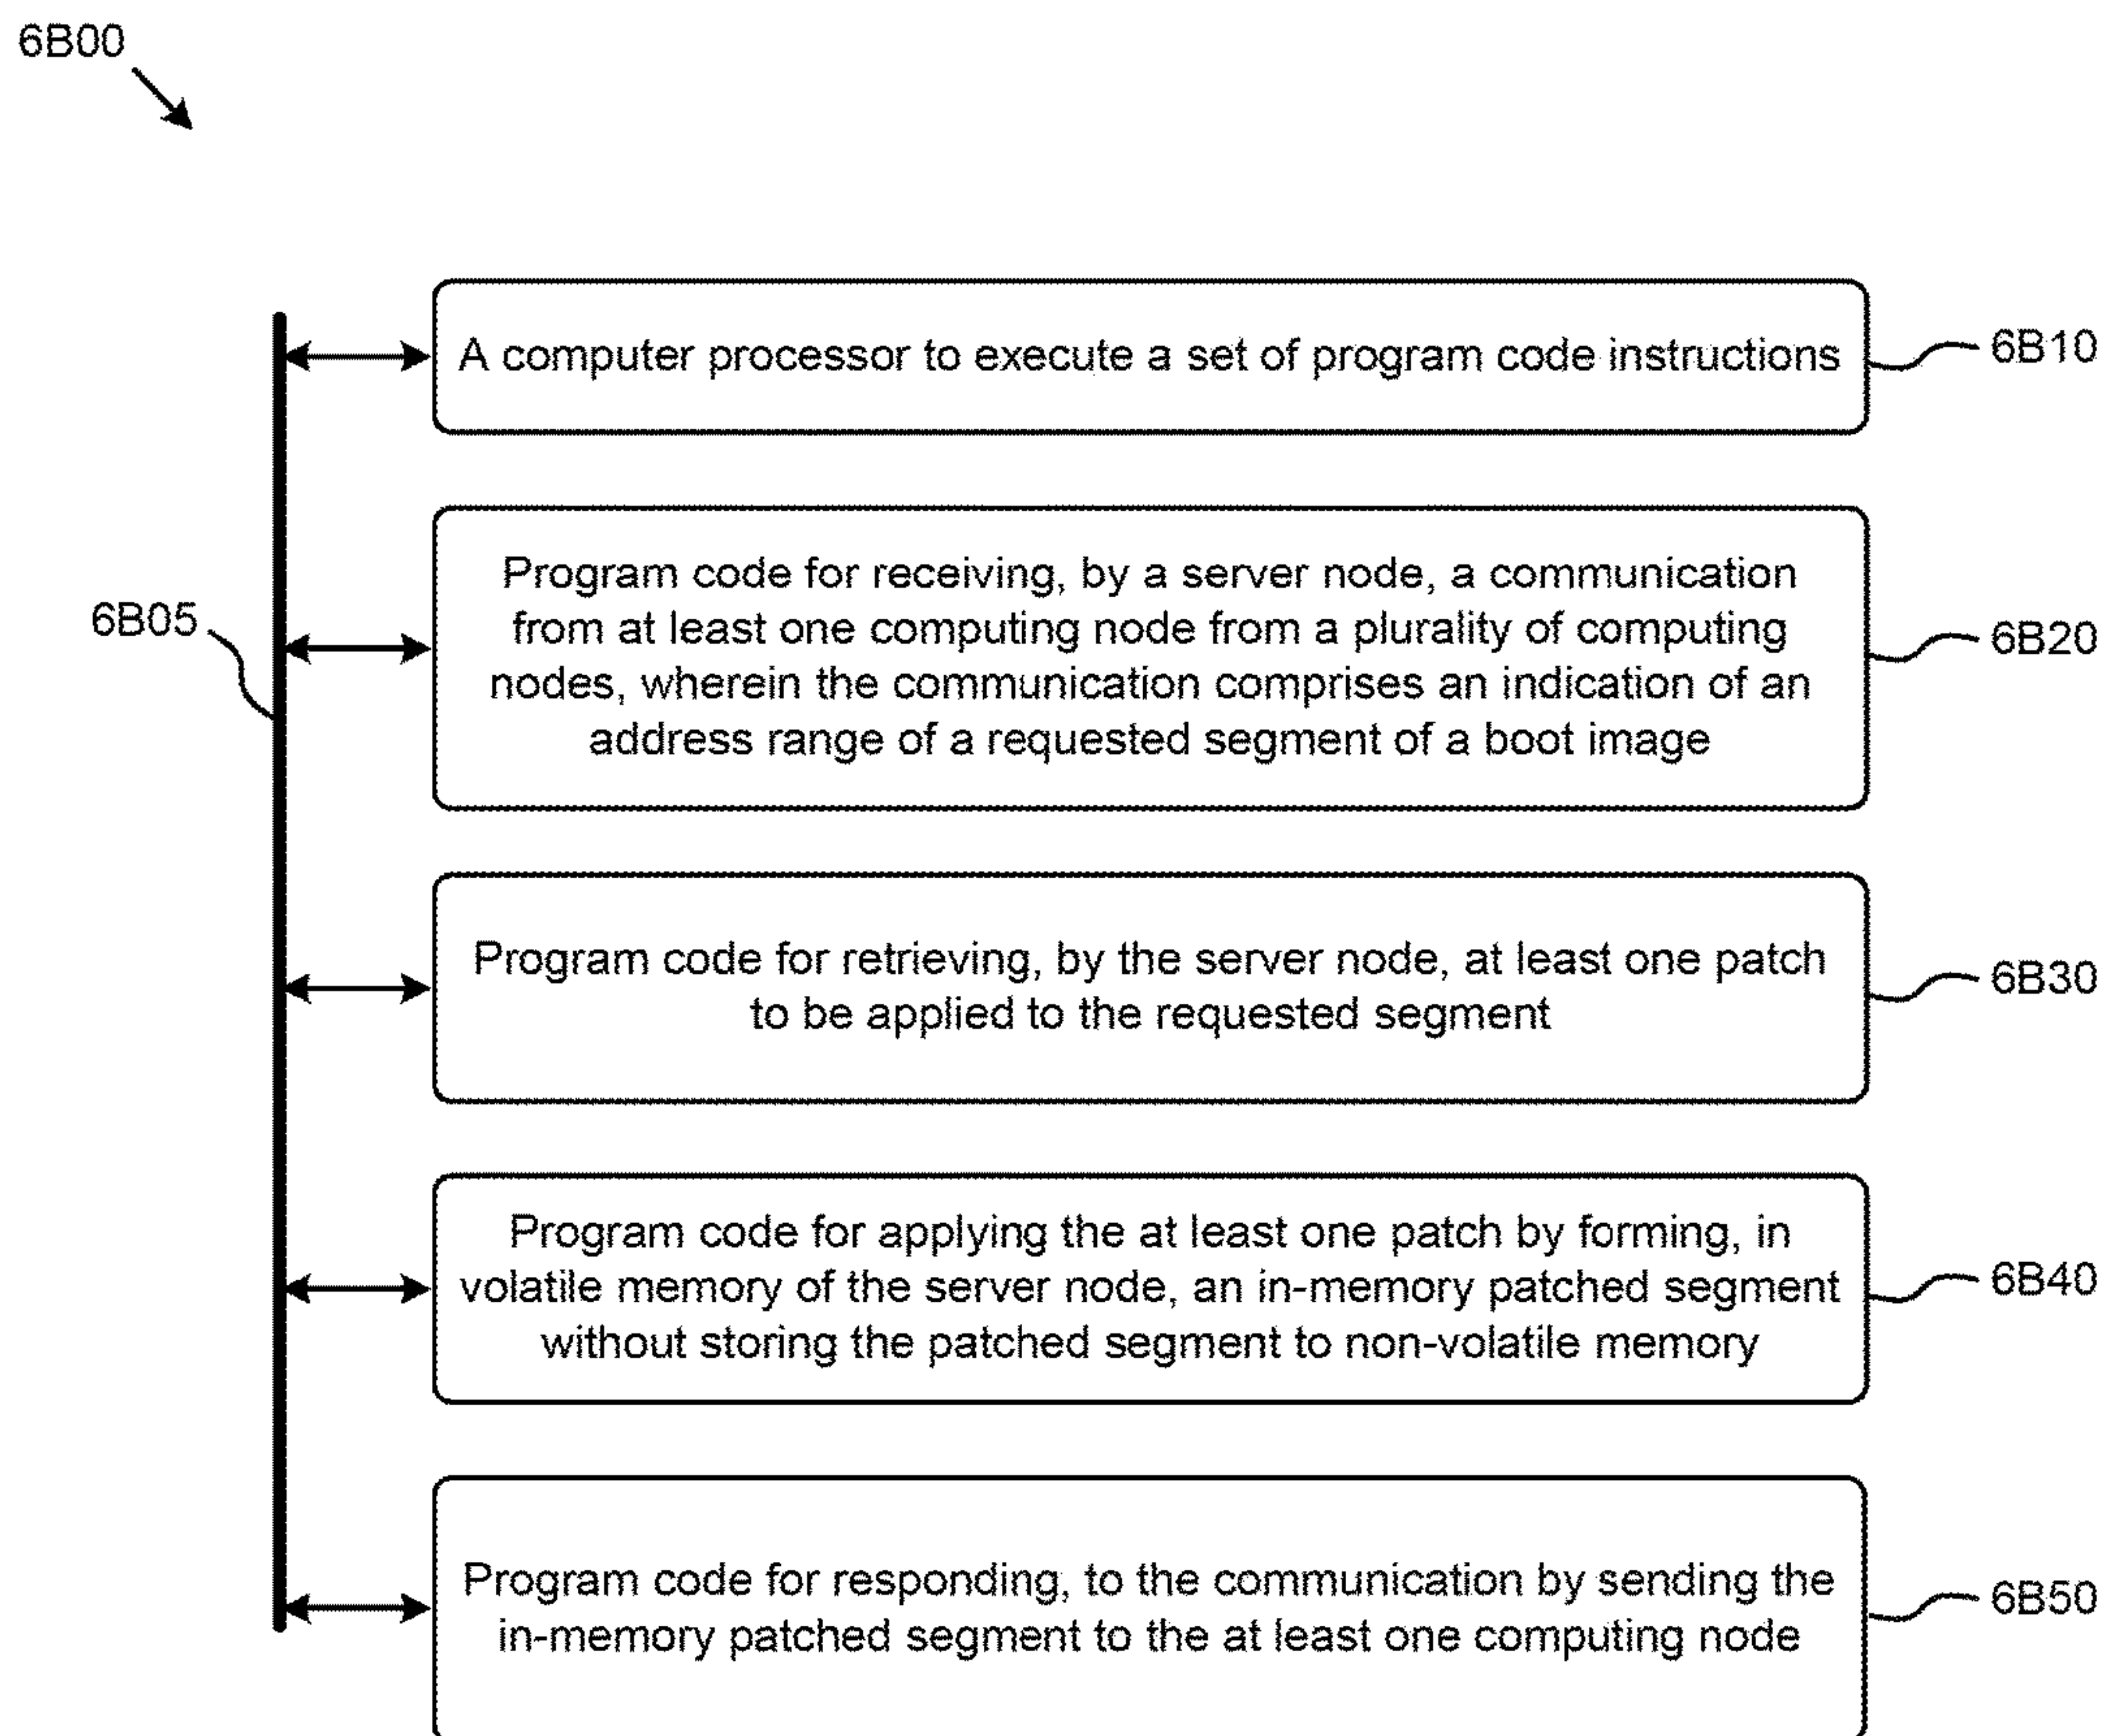 6B00
A computer processor to execute a set of program code instructions
6B10
Program code for receiving, by a server node, a communication
from at least one computing node from a plurality of computing
nodes, wherein the communication comprises an indication of an
address range of a requested segment of a boot image
6B05
6B20
Program code for retrieving, by the server node, at least one patch
to be applied to the requested segment
6B30
Program code for applying the at least one patch by forming, in
volatile memory of the server node, an in-memory patched segment
without storing the patched segment to non-volatile memory
6B40
Program code for responding, to the communication by sending the
in-memory patched segment to the at least one computing node
6B50